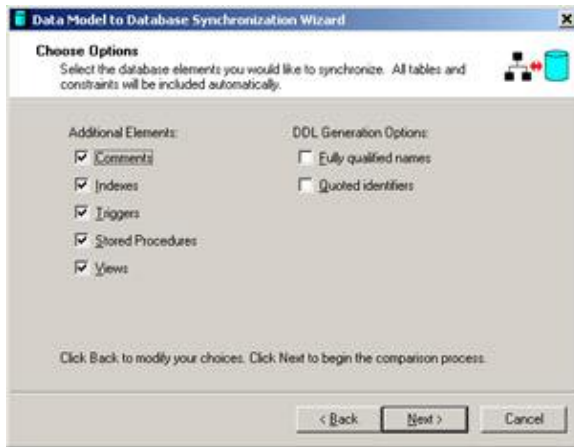 Data Model to Database Synchronization Wizard
Choose Options
Select the database elements you would like to synchronize. All tables and
constraints will be included automatically.
Additional Elements:
Comments
Indexes
Triggers
Stored Procedures
Views
DDL Generation Options:
Fully qualified names
Quoted identifiers
Click Back to modify your choices. Click Next to begin the comparison process.
< Back
Next >
Cancel